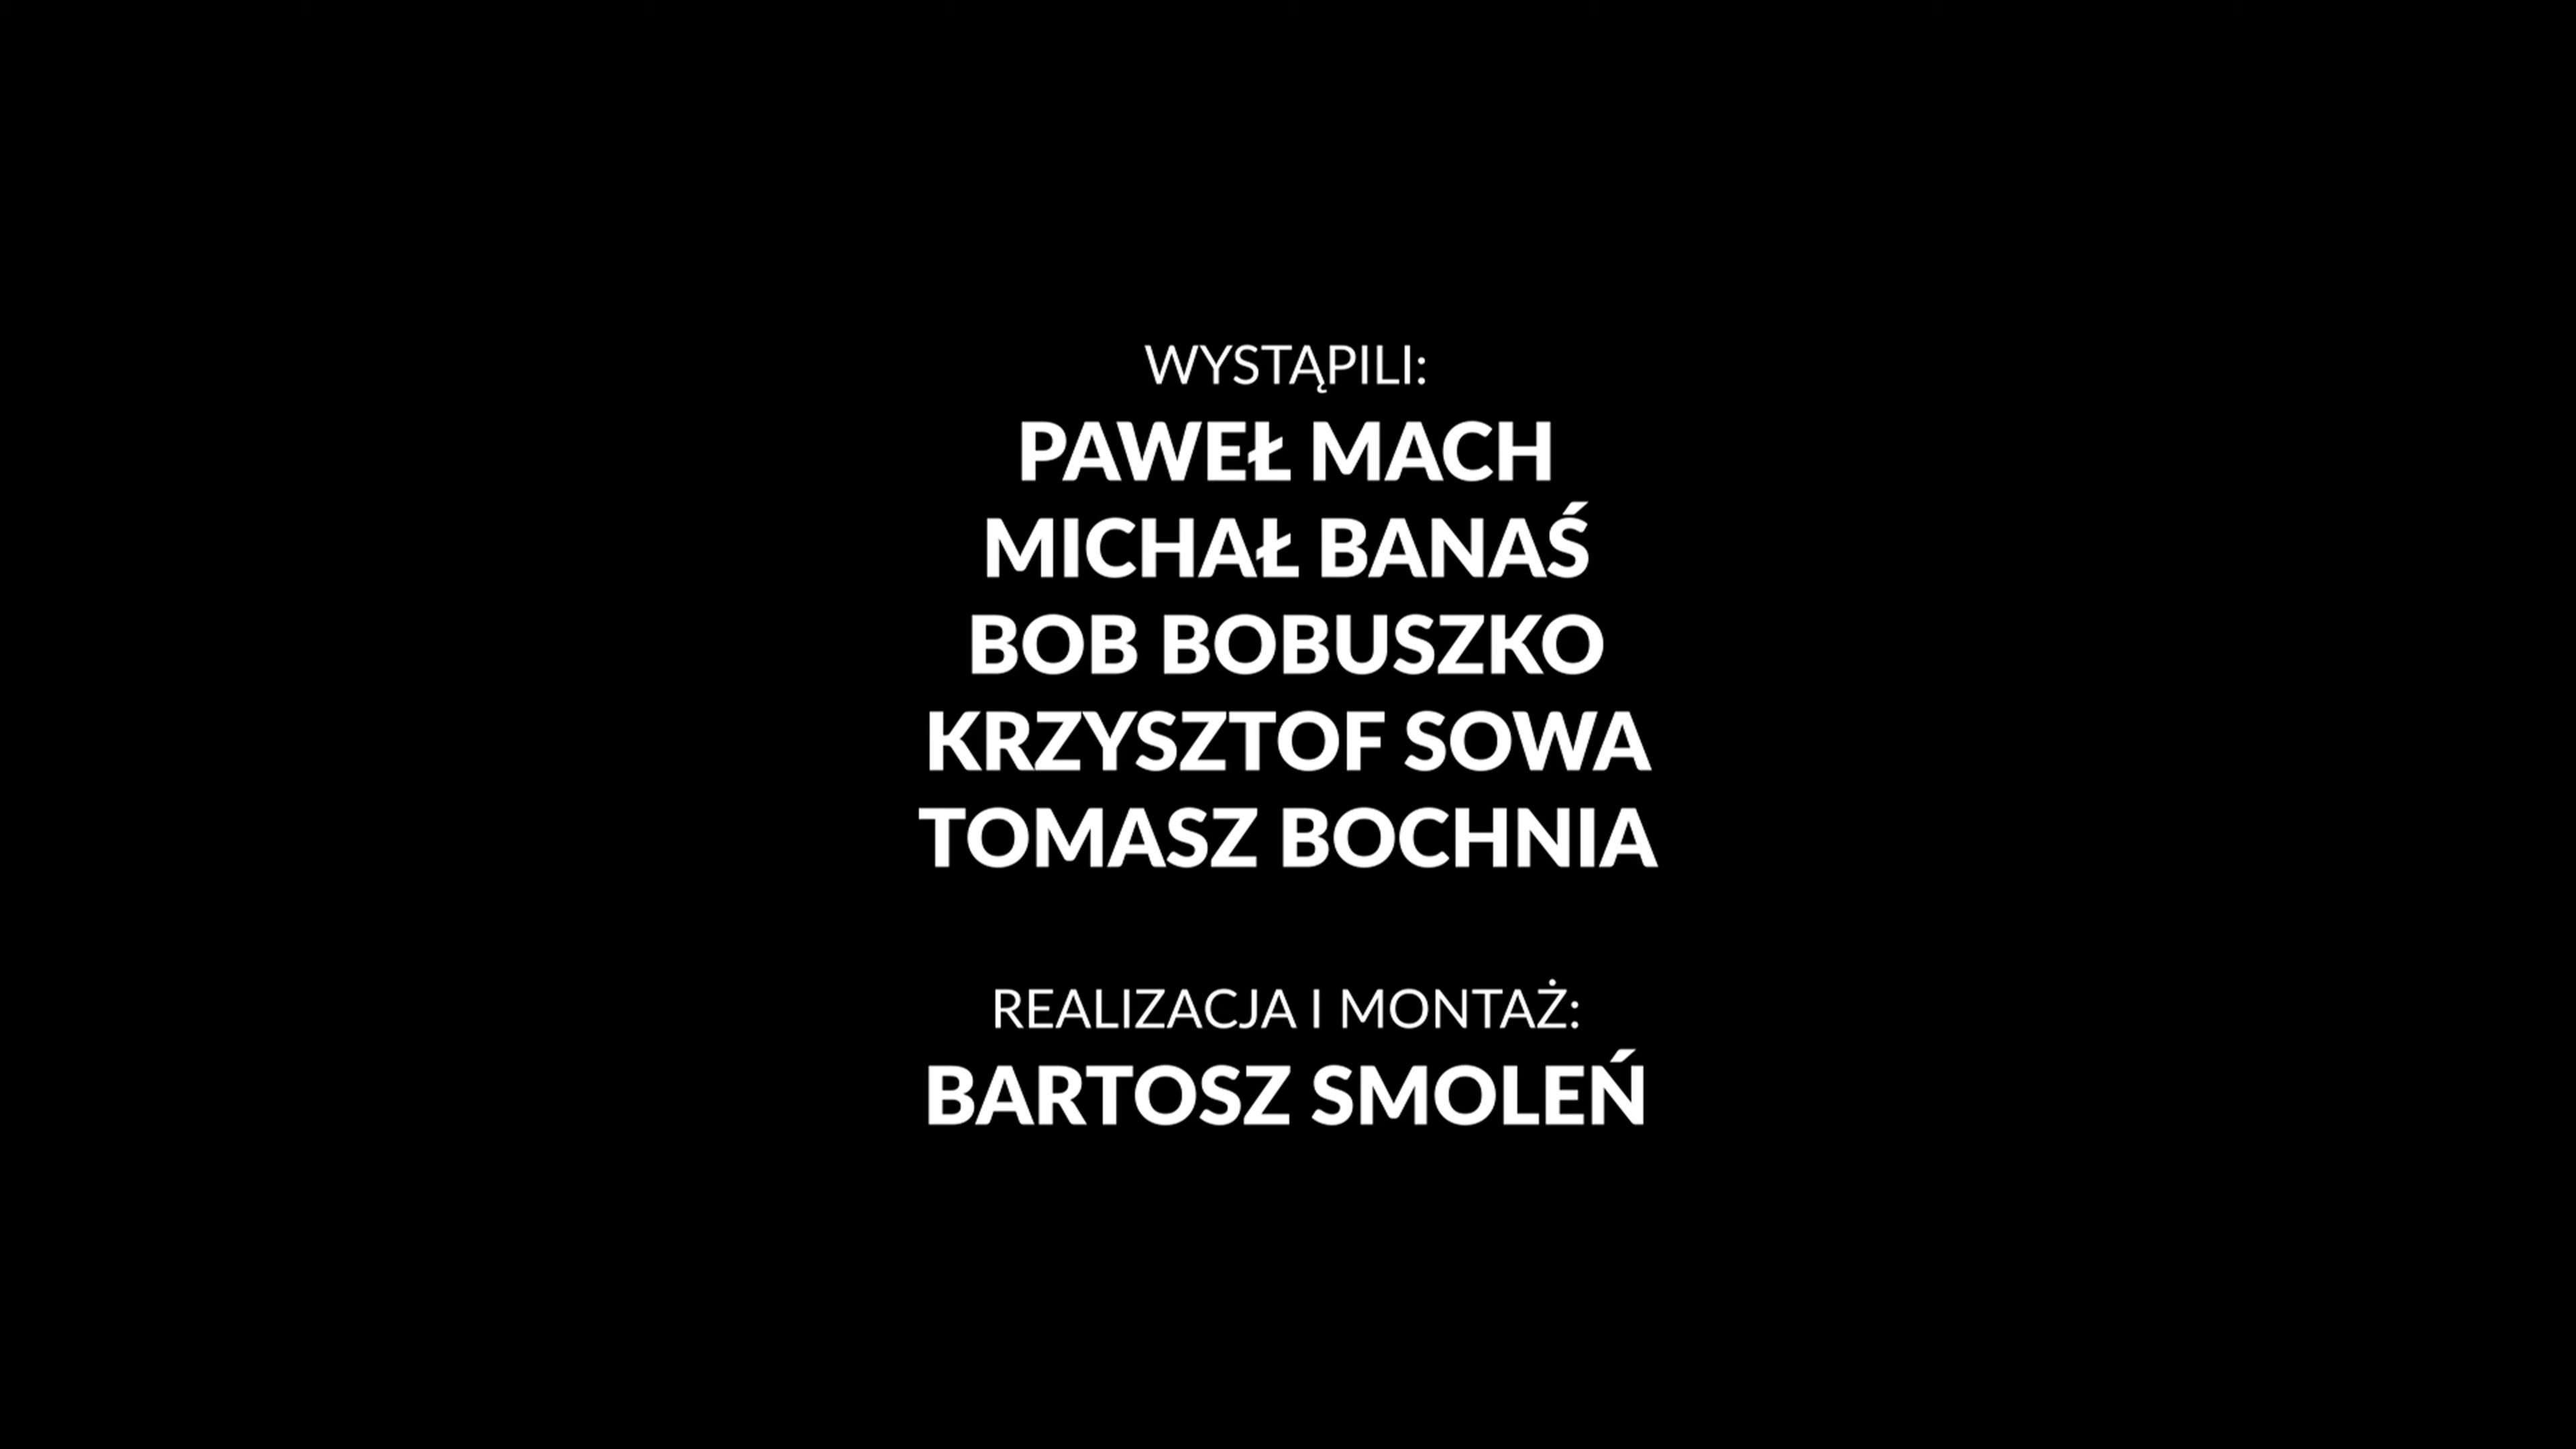 WYSTĄPILI:
PAWEŁ MACH
MICHAŁ BANAŚ
BOB BOBUSZKO
KRZYSZTOF SOWA
TOMASZ BOCHNIA
REALIZACJA I MONTAŻ:
BARTOSZ SMOLEŃ